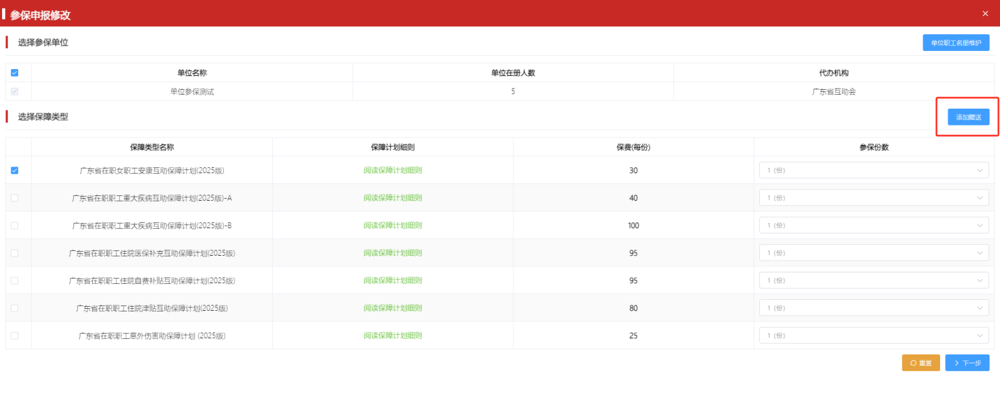 参保申报修改
选择参保单位
单位职工名册维护
单位名称 单位在册人数 代办机构
单位参保测试 5 广东省互助会
选择保障类型
添加赠送
保障类型名称 保障计划细则 保费(每份) 参保份数
广东省在职女职工安康互助保障计划(2025版) 阅读保障计划细则 30 1 (份)
广东省在职职工重大疾病互助保障计划(2025版)-A 阅读保障计划细则 40 1 (份)
广东省在职职工重大疾病互助保障计划(2025版)-B 阅读保障计划细则 100 1 (份)
广东省在职职工住院医保补充互助保障计划(2025版) 阅读保障计划细则 95 1 (份)
广东省在职职工住院自费补贴互助保障计划(2025版) 阅读保障计划细则 95 1 (份)
广东省在职职工住院津贴互助保障计划(2025版) 阅读保障计划细则 80 1 (份)
广东省在职职工意外伤害助保障计划 (2025版) 阅读保障计划细则 25 1 (份)
重置 下一步